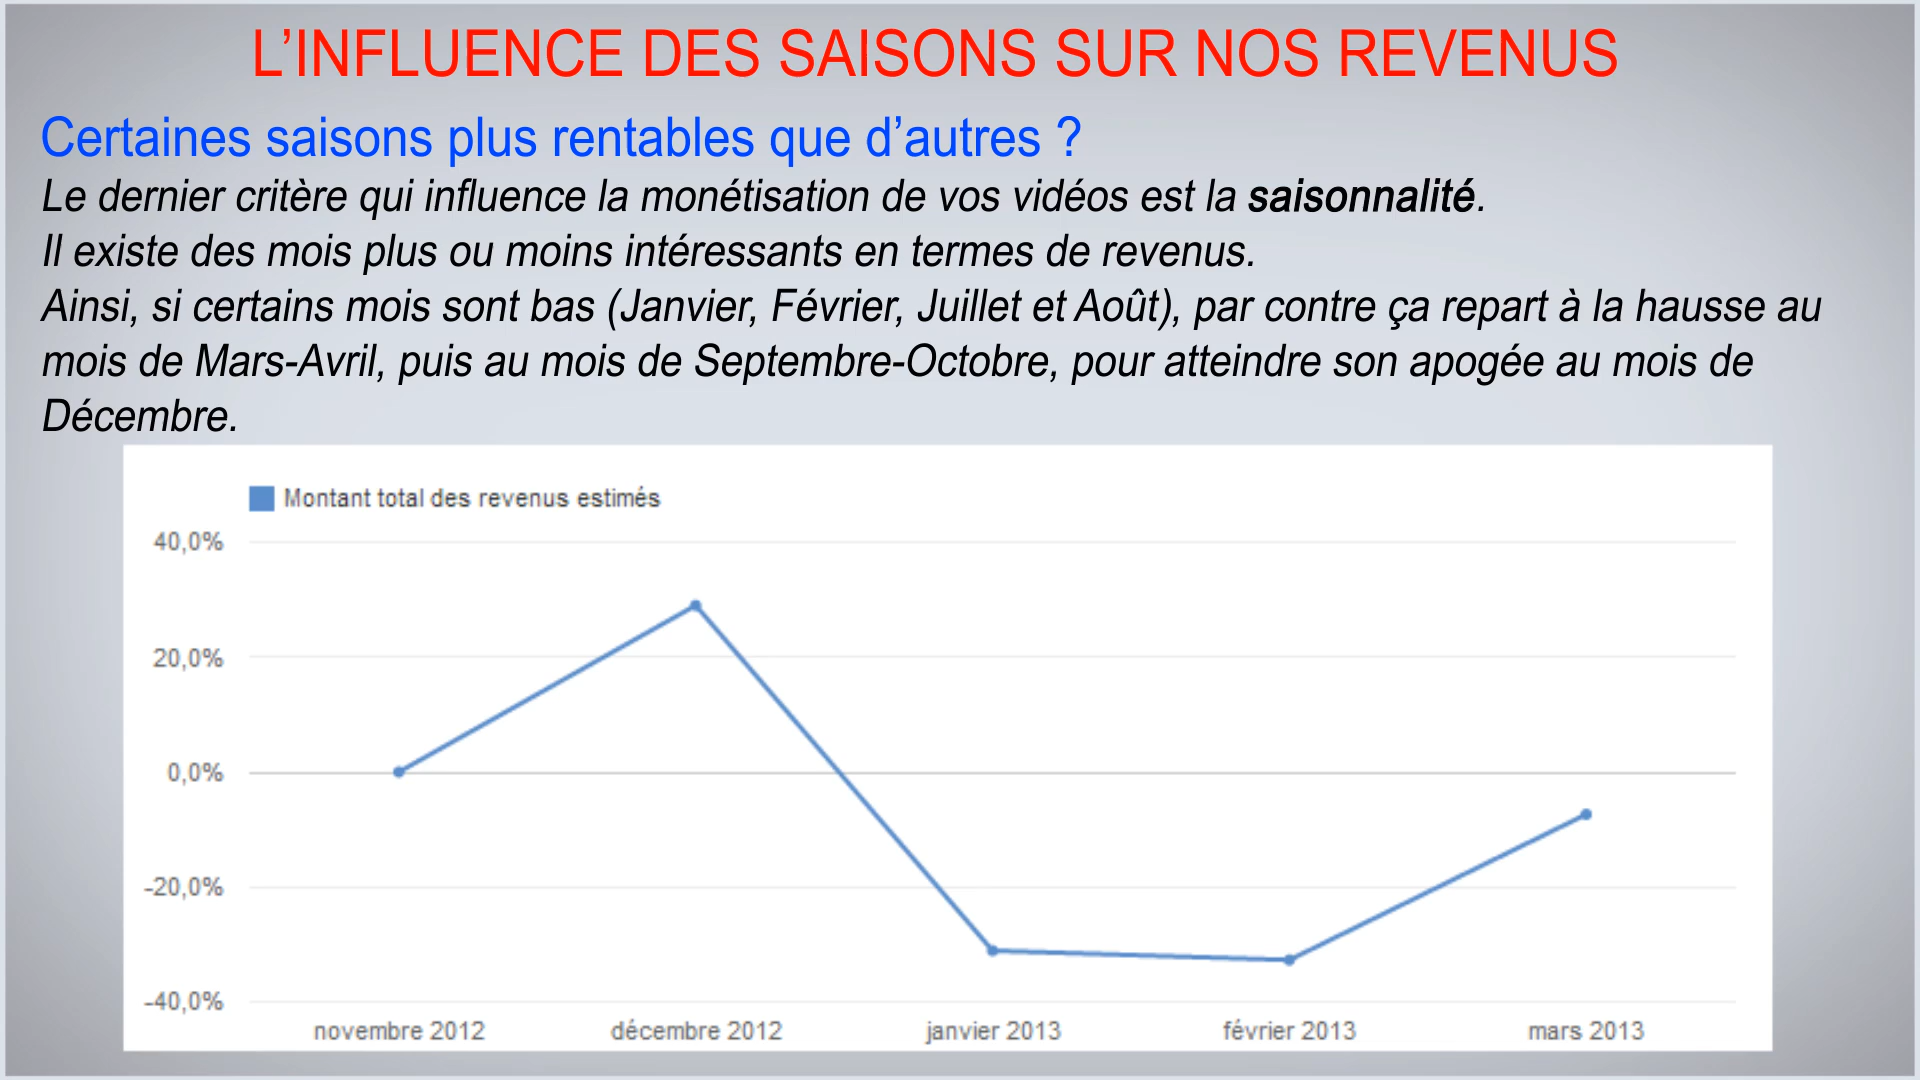 L’INFLUENCE DES SAISONS SUR NOS REVENUS
Certaines saisons plus rentables que d’autres ?
Le dernier critère qui influence la monétisation de vos vidéos est la saisonnalité.
Il existe des mois plus ou moins intéressants en termes de revenus.
Ainsi, si certains mois sont bas (Janvier, Février, Juillet et Août), par contre ça repart à la hausse au
mois de Mars-Avril, puis au mois de Septembre-Octobre, pour atteindre son apogée au mois de
Décembre.
Montant total des revenus estimés
40,0%
20,0%
0,0%
-20,0%
-40,0%
novembre 2012 décembre 2012 janvier 2013 février 2013 mars 2013